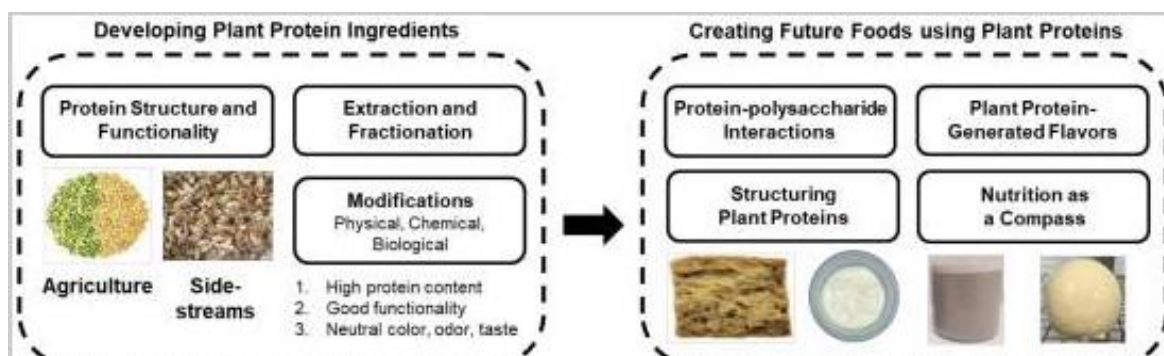 Developing Plant Protein Ingredients
Protein Structure and
Functionality
Extraction and
Fractionation
Modifications
Physical, Chemical,
Biological
Agriculture
Side-
streams
1. High protein content
2. Good functionality
3. Neutral color, odor, taste
Creating Future Foods using Plant Proteins
Protein-polysaccharide
Interactions
Plant Protein-
Generated Flavors
Structuring
Plant Proteins
Nutrition as
a Compass